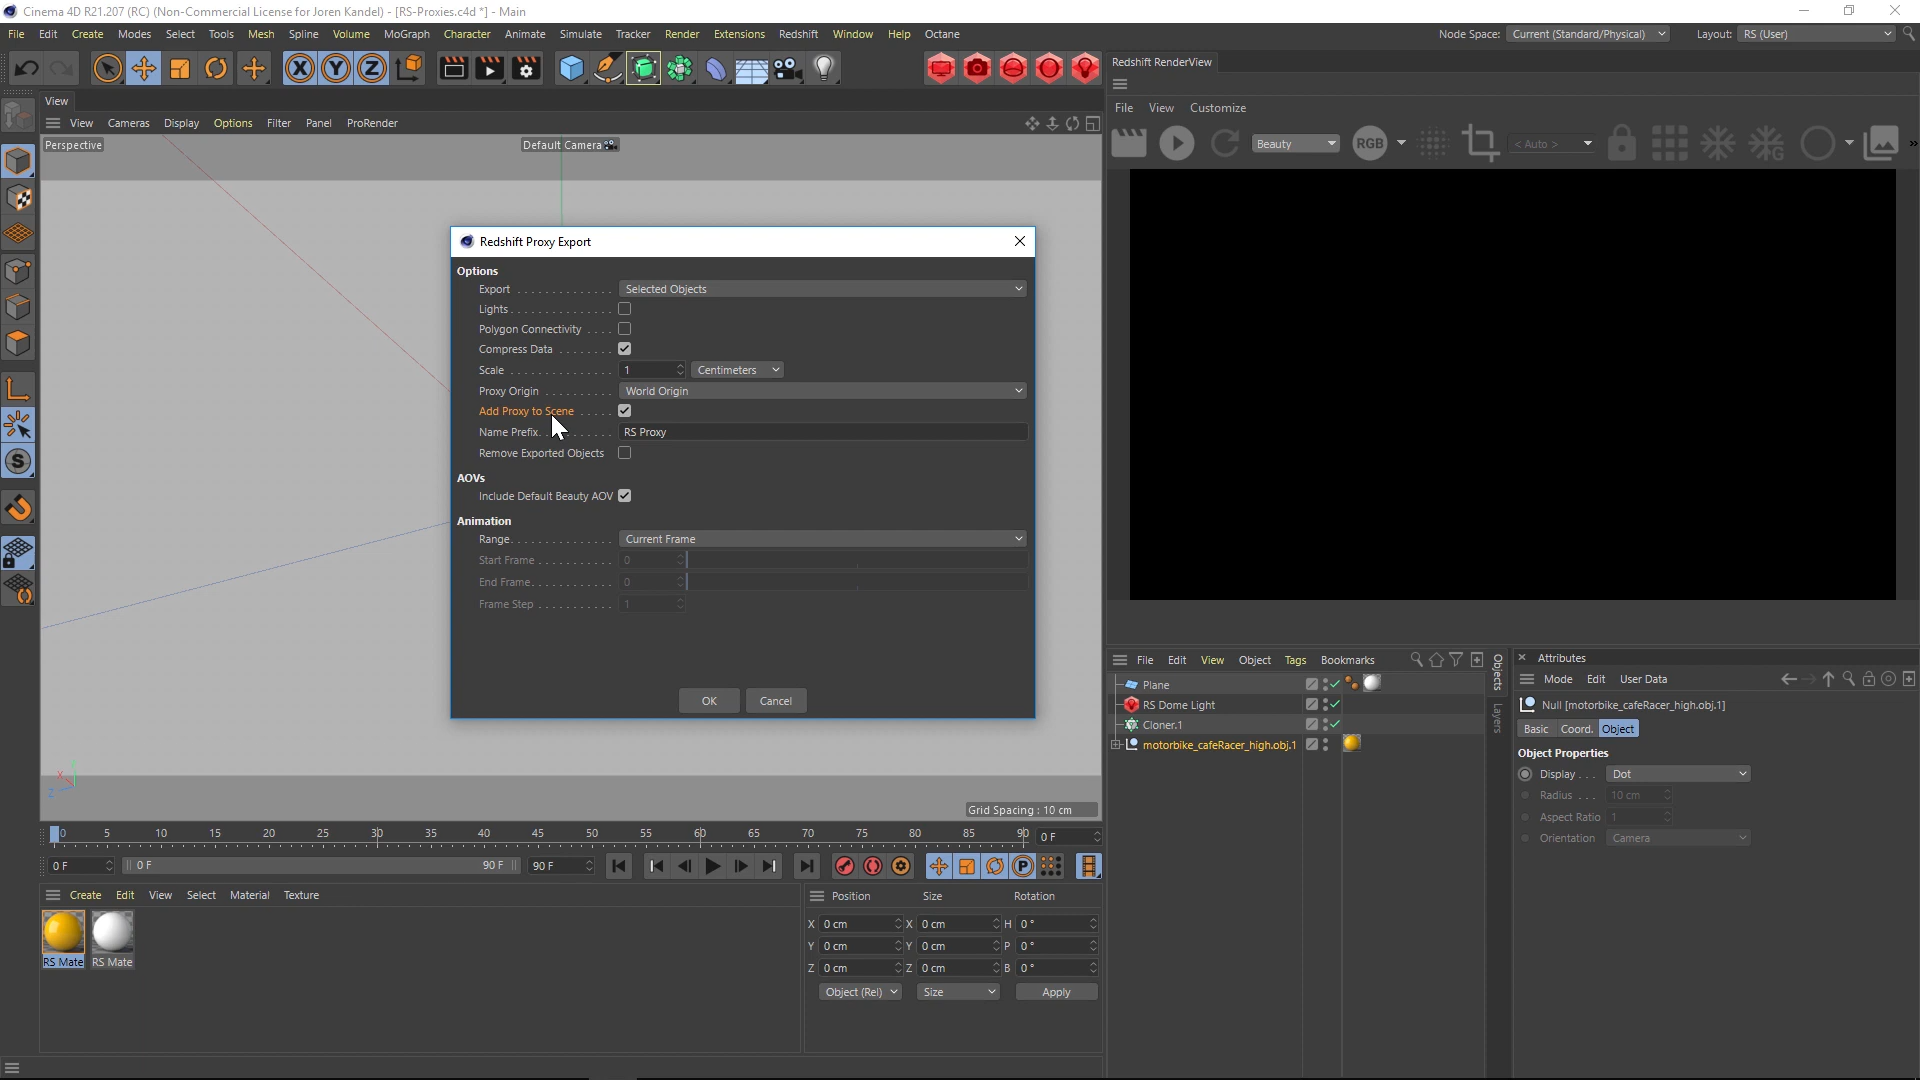 Cinema 4D R21.207 (RC) (Non-Commercial License for Joren Kandel) - [RS-Proxies.c4d *] - Main
File Edit Create Modes Select Tools Mesh Spline Volume MoGraph Character Animate Simulate Tracker Render Extensions Redshift Window Help Octane
Node Space: Current (Standard/Physical) Layout: RS (User)
Redshift RenderView
View
View Cameras Display Options Filter Panel ProRender
File View Customize
Perspective
Default Camera
Beauty
RGB
< Auto >
Redshift Proxy Export
Options
Export Selected Objects
Lights
Polygon Connectivity
Compress Data
Scale 1 Centimeters
Proxy Origin World Origin
Add Proxy to Scene
Name Prefix RS Proxy
Remove Exported Objects
AOVs
Include Default Beauty AOV
Animation
Range Current Frame
Start Frame 0
End Frame 0
Frame Step 1
OK Cancel
X Y Z
Grid Spacing : 10 cm
File Edit View Object Tags Bookmarks
Plane
RS Dome Light
Cloner.1
motorbike_cafeRacer_high.obj.1
Objects
Layers
Attributes
Mode Edit User Data
Null [motorbike_cafeRacer_high.obj.1]
Basic Coord. Object
Object Properties
Display Dot
Radius 10 cm
Aspect Ratio 1
Orientation Camera
0 5 10 15 20 25 30 35 40 45 50 55 60 65 70 75 80 85 90 0 F
0 F 0 F 90 F 90 F
Create Edit View Select Material Texture
RS Mate RS Mate
Position Size Rotation
X 0 cm X 0 cm H 0 °
Y 0 cm Y 0 cm P 0 °
Z 0 cm Z 0 cm B 0 °
Object (Rel) Size Apply